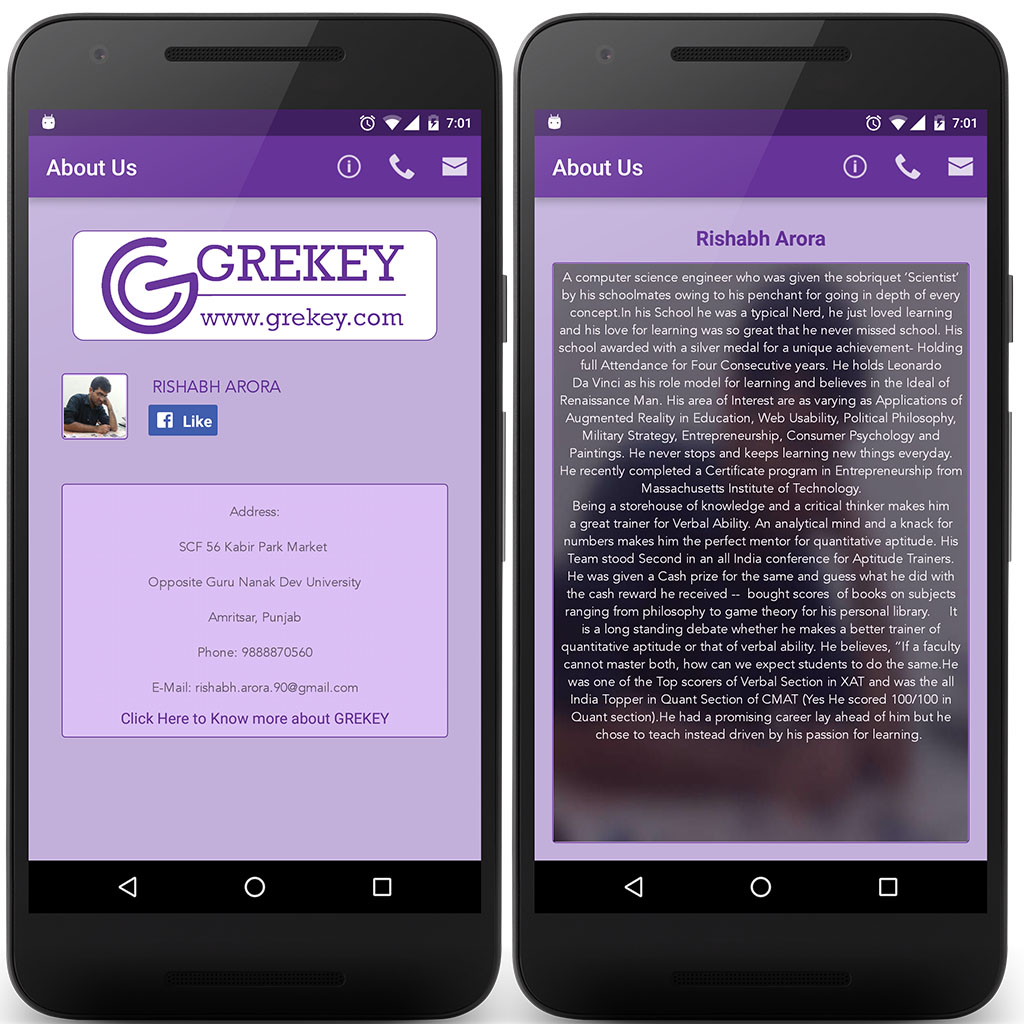 7:01
About Us
GREKEY
www.grekey.com
RISHABH ARORA
Like
Address:
SCF 56 Kabir Park Market
Opposite Guru Nanak Dev University
Amritsar, Punjab
Phone: 9888870560
E-Mail: rishabh.arora.90@gmail.com
Click Here to Know more about GREKEY
7:01
About Us
Rishabh Arora
A computer science engineer who was given the sobriquet ‘Scientist’
by his schoolmates owing to his penchant for going in depth of every
concept.In his School he was a typical Nerd, he just loved learning
and his love for learning was so great that he never missed school. His
school awarded with a silver medal for a unique achievement- Holding
full Attendance for Four Consecutive years. He holds Leonardo
Da Vinci as his role model for learning and believes in the Ideal of
Renaissance Man. His area of Interest are as varying as Applications of
Augmented Reality in Education, Web Usability, Political Philosophy,
Military Strategy, Entrepreneurship, Consumer Psychology and
Paintings. He never stops and keeps learning new things everyday.
He recently completed a Certificate program in Entrepreneurship from
Massachusetts Institute of Technology.
Being a storehouse of knowledge and a critical thinker makes him
a great trainer for Verbal Ability. An analytical mind and a knack for
numbers makes him the perfect mentor for quantitative aptitude. His
Team stood Second in an all India conference for Aptitude Trainers.
He was given a Cash prize for the same and guess what he did with
the cash reward he received -- bought scores of books on subjects
ranging from philosophy to game theory for his personal library. It
is a long standing debate whether he makes a better trainer of
quantitative aptitude or that of verbal ability. He believes, “If a faculty
cannot master both, how can we expect students to do the same.He
was one of the Top scorers of Verbal Section in XAT and was the all
India Topper in Quant Section of CMAT (Yes He scored 100/100 in
Quant section).He had a promising career lay ahead of him but he
chose to teach instead driven by his passion for learning.